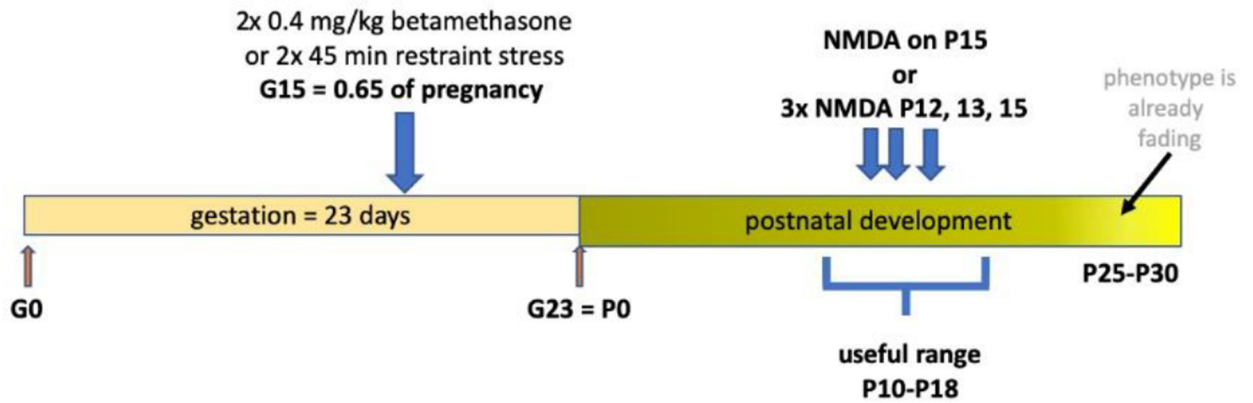 2x 0.4 mg/kg betamethasone
or 2x 45 min restraint stress
G15 = 0.65 of pregnancy
NMDA on P15
or
3x NMDA P12, 13, 15
phenotype is
already
fading
gestation = 23 days
postnatal development
G0
G23 = P0
P25-P30
useful range
P10-P18